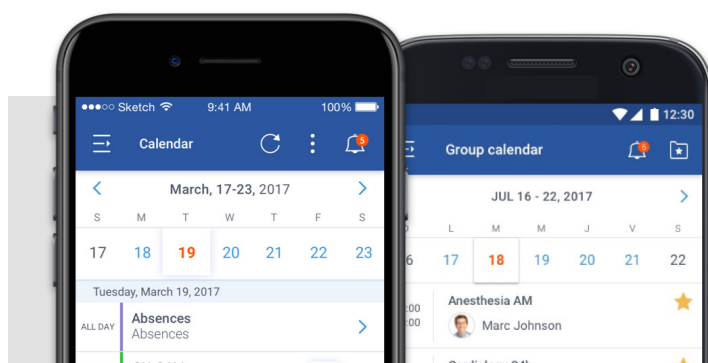 Sketch 9:41 AM 100%
Calendar 5
March, 17-23, 2017
S M T W T F S
17 18 19 20 21 22 23
Tuesday, March 19, 2017
ALL DAY Absences
Absences
12:30
Group calendar 5
JUL 16 - 22, 2017
L M M J V S
6 17 18 19 20 21 22
:00 Anesthesia AM
:00 Marc Johnson